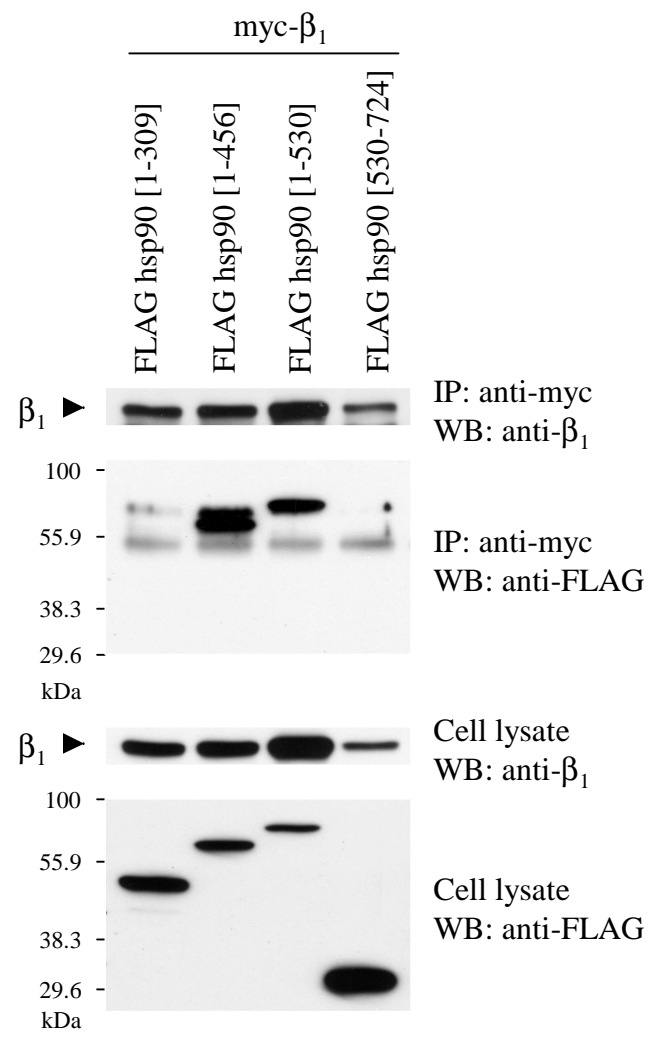 myc-β₁
FLAG hsp90 [1-309]
FLAG hsp90 [1-456]
FLAG hsp90 [1-530]
FLAG hsp90 [530-724]
β₁
IP: anti-myc
WB: anti-β₁
100
55.9
38.3
29.6
kDa
IP: anti-myc
WB: anti-FLAG
β₁
Cell lysate
WB: anti-β₁
100
55.9
38.3
29.6
kDa
Cell lysate
WB: anti-FLAG